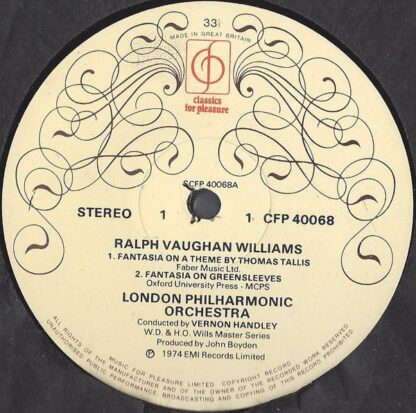 33⅓
MADE IN GREAT BRITAIN
classics
for pleasure
SCFP 40068A
STEREO 1 1 CFP 40068
RALPH VAUGHAN WILLIAMS
1. FANTASIA ON A THEME BY THOMAS TALLIS
Faber Music Ltd.
2. FANTASIA ON GREENSLEEVES
Oxford University Press - MCPS
LONDON PHILHARMONIC
ORCHESTRA
Conducted by VERNON HANDLEY
W.D. & H.O. Wills Master Series
Produced by John Boyden
Ⓟ 1974 EMI Records Limited
MUSIC FOR PLEASURE LIMITED. COPYRIGHT RECORD
ALL RIGHTS OF THE MANUFACTURER AND OF THE OWNER OF THE RECORDED WORK RESERVED
UNAUTHORISED PUBLIC PERFORMANCE, BROADCASTING AND COPYING OF THIS RECORD PROHIBITED